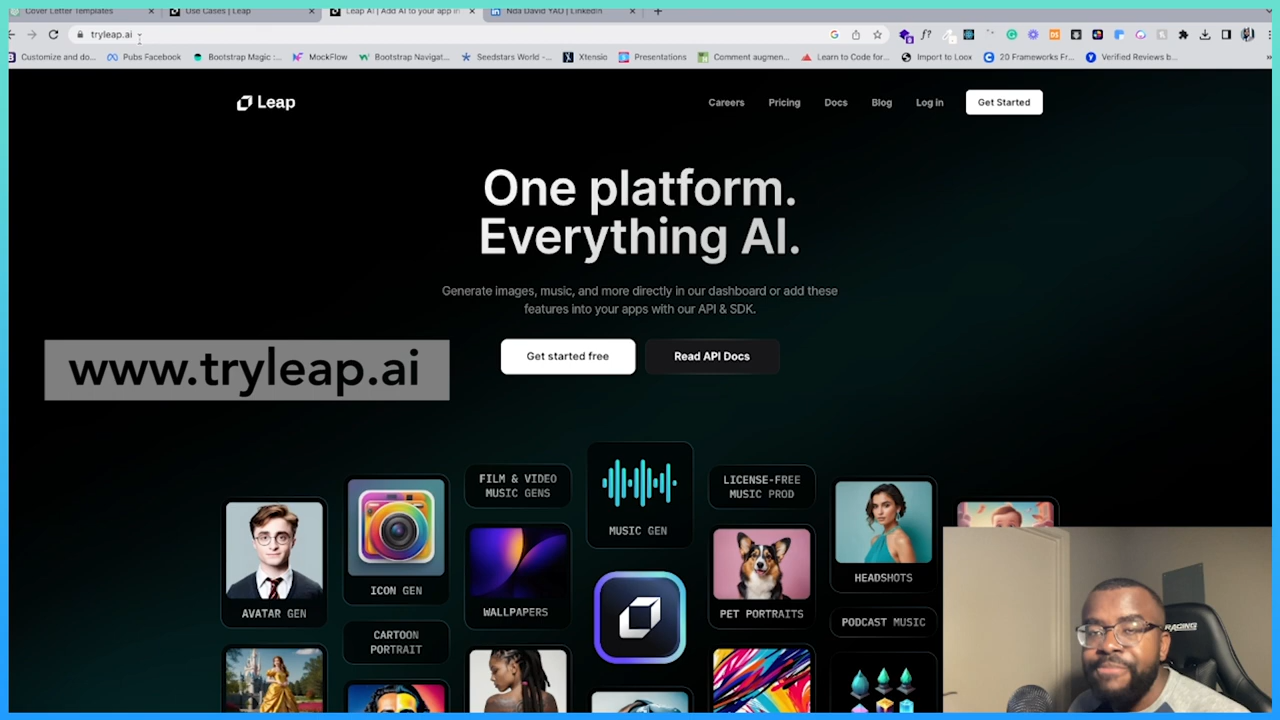 Cover Letter Templates
Use Cases | Leap
Leap AI | Add AI to your app in
Nda David YAO | LinkedIn
tryleap.ai
Customize and do...
Pubs Facebook
Bootstrap Magic :...
MockFlow
Bootstrap Navigat...
Seedstars World -...
Xtensio
Presentations
Comment augmen...
Learn to Code for...
Import to Loox
20 Frameworks Fr...
Verified Reviews b...
Leap
Careers
Pricing
Docs
Blog
Log in
Get Started
One platform.
Everything AI.
Generate images, music, and more directly in our dashboard or add these
features into your apps with our API & SDK.
Get started free
Read API Docs
www.tryleap.ai
FILM & VIDEO
MUSIC GENS
LICENSE-FREE
MUSIC PROD
MUSIC GEN
HEADSHOTS
ICON GEN
AVATAR GEN
WALLPAPERS
PET PORTRAITS
PODCAST MUSIC
CARTOON
PORTRAIT
RACING